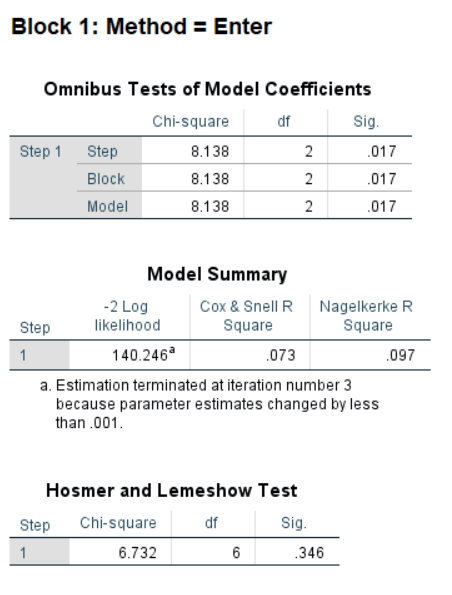 Block 1: Method = Enter
Omnibus Tests of Model Coefficients
Chi-square df Sig.
Step 1 Step 8.138 2 .017
Block 8.138 2 .017
Model 8.138 2 .017
Model Summary
Step -2 Log likelihood Cox & Snell R Square Nagelkerke R Square
1 140.246a .073 .097
a. Estimation terminated at iteration number 3
because parameter estimates changed by less
than .001.
Hosmer and Lemeshow Test
Step Chi-square df Sig.
1 6.732 6 .346